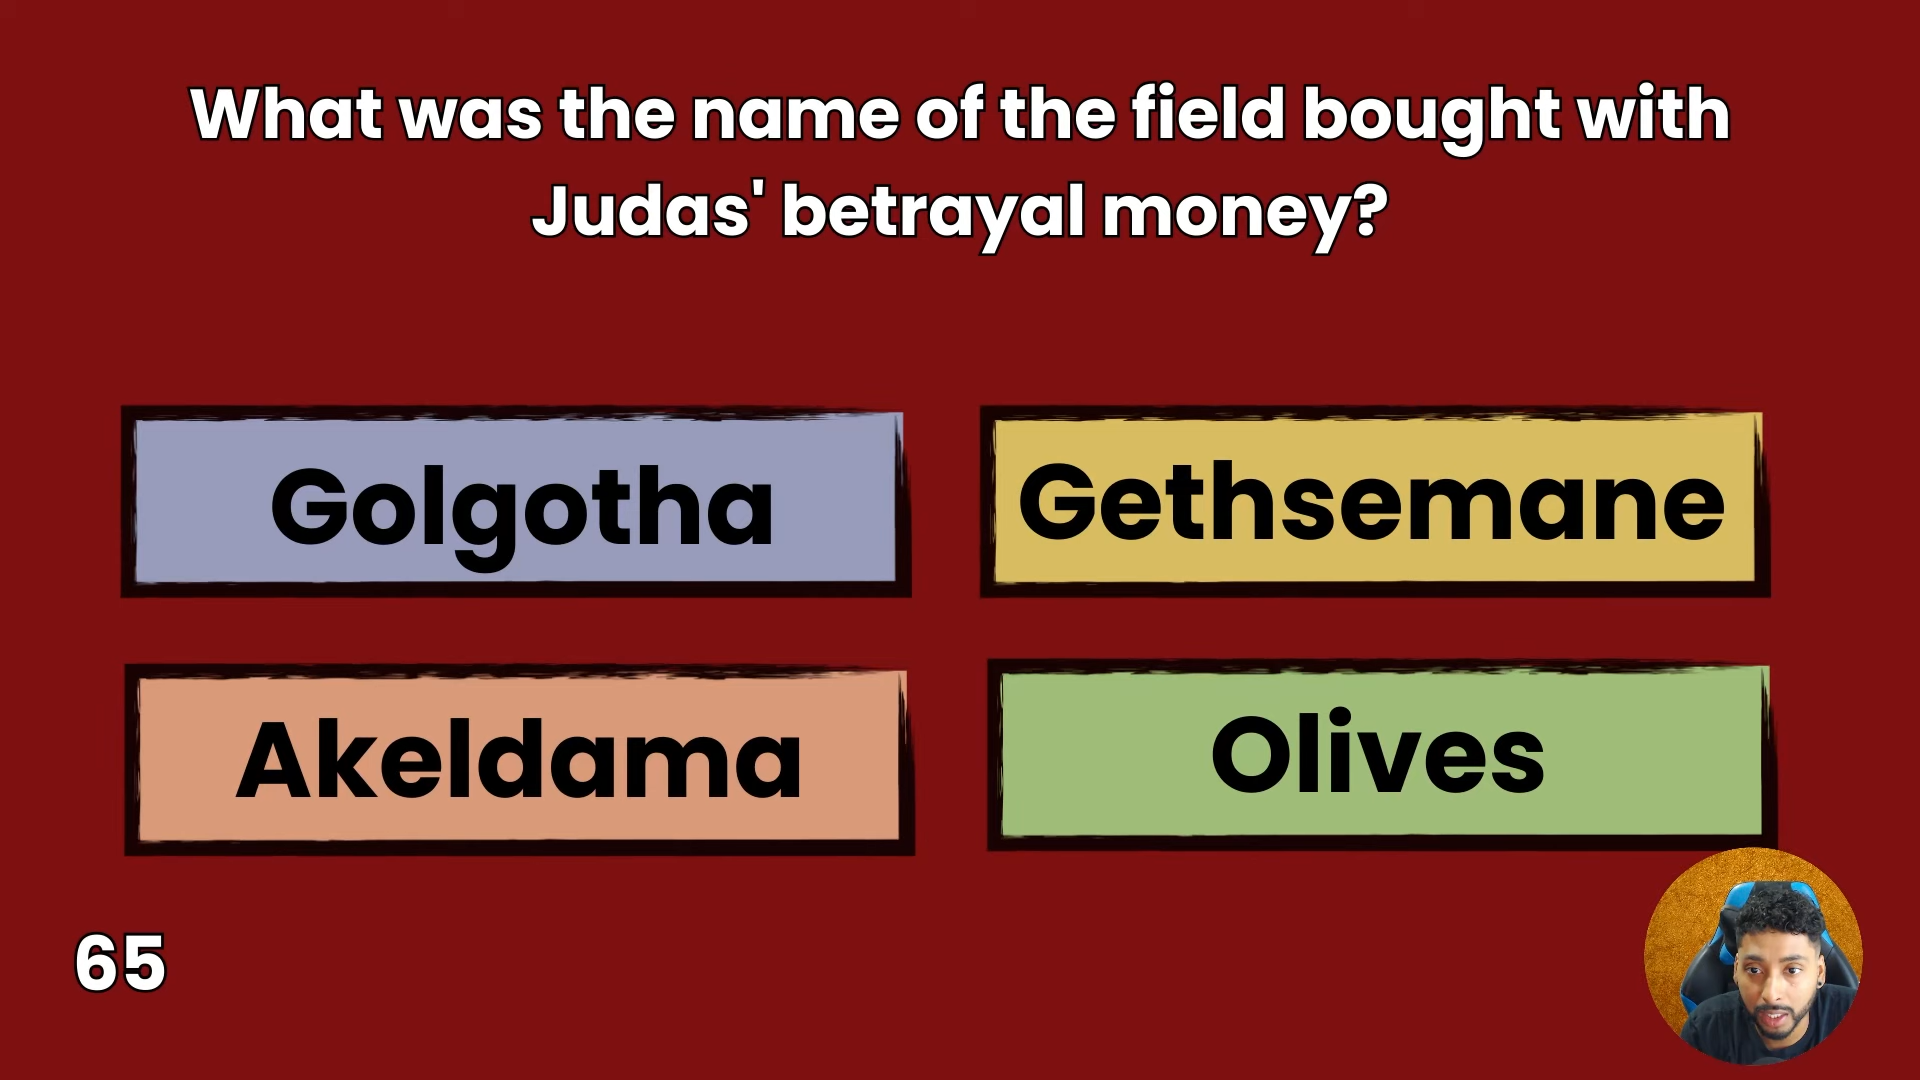 What was the name of the field bought with
Judas' betrayal money?
Golgotha
Gethsemane
Akeldama
Olives
65